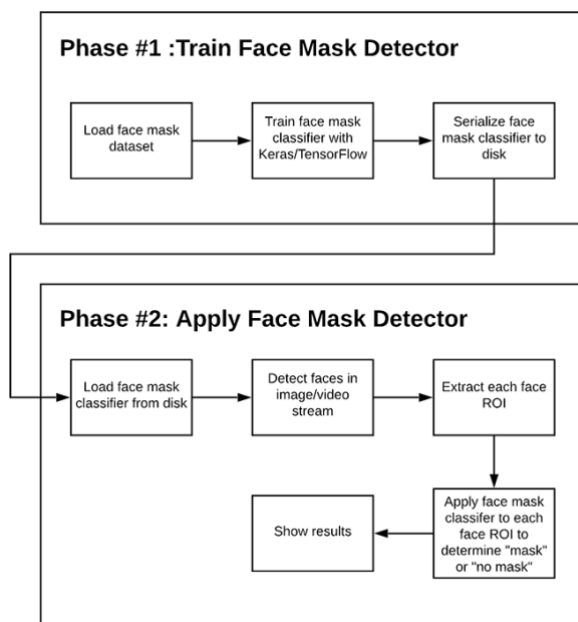 Phase #1 :Train Face Mask Detector
Load face mask
dataset
Train face mask
classifier with
Keras/TensorFlow
Serialize face
mask classifier to
disk
Phase #2: Apply Face Mask Detector
Load face mask
classifier from disk
Detect faces in
image/video
stream
Extract each face
ROI
Apply face mask
classifer to each
face ROI to
determine "mask"
or "no mask"
Show results